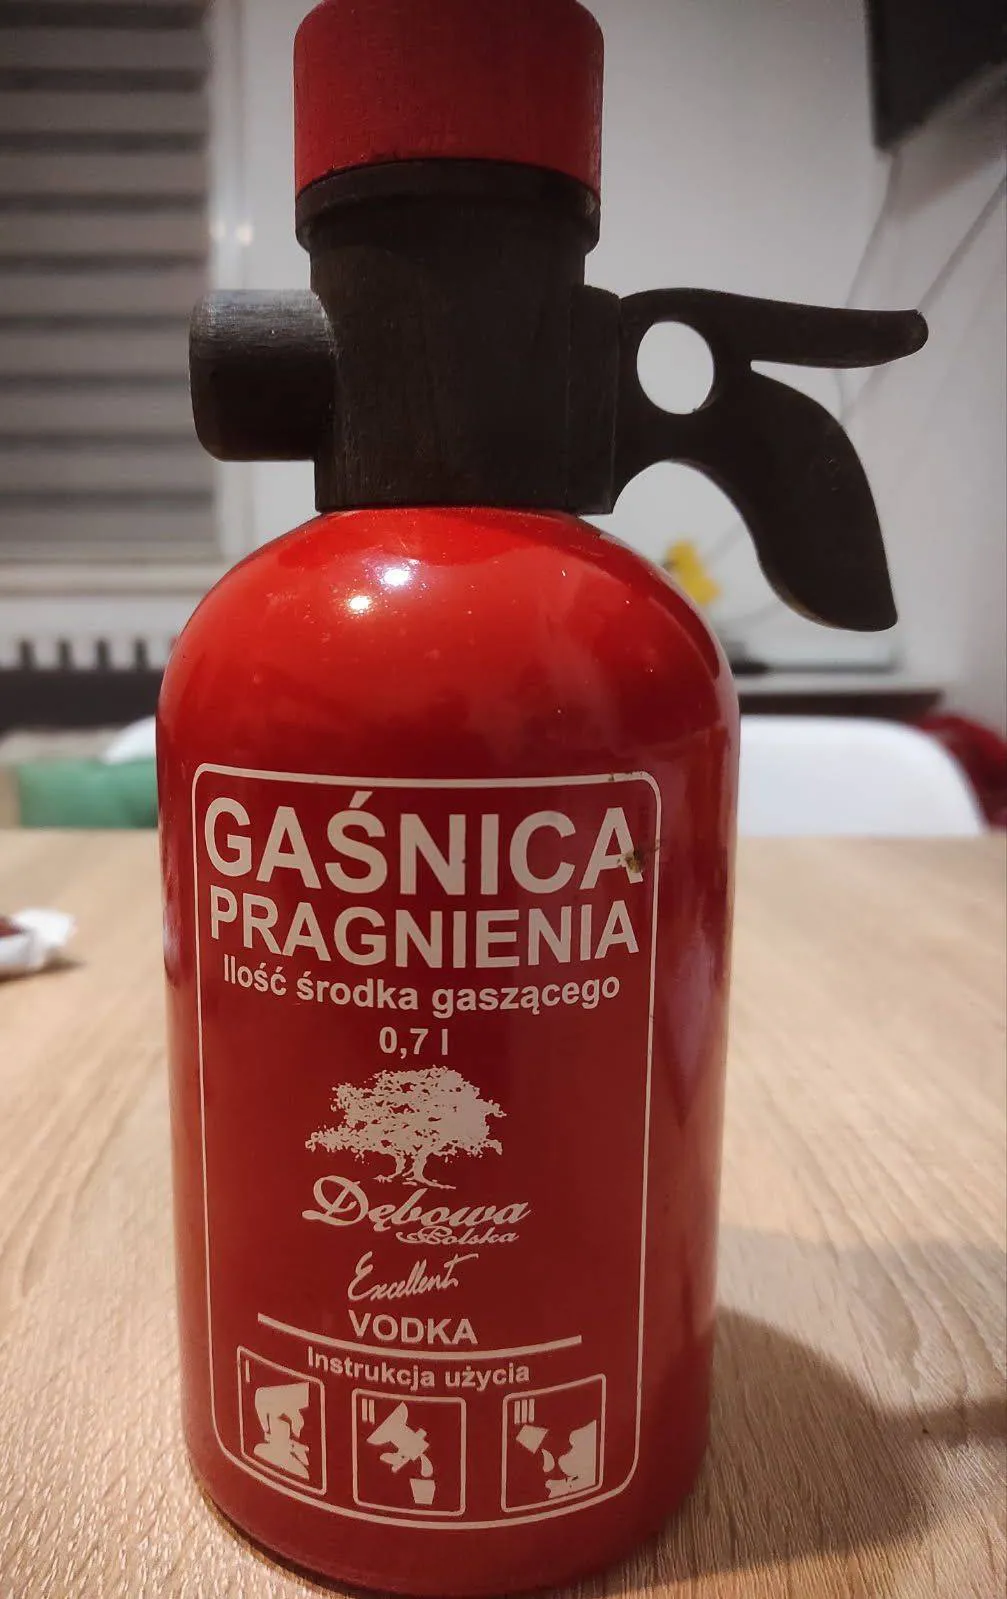 GAŚNICA
PRAGNIENIA
Ilość środka gaszącego
0,7 l
Dębowa
Polska
Excellent
VODKA
Instrukcja użycia
I
II
III